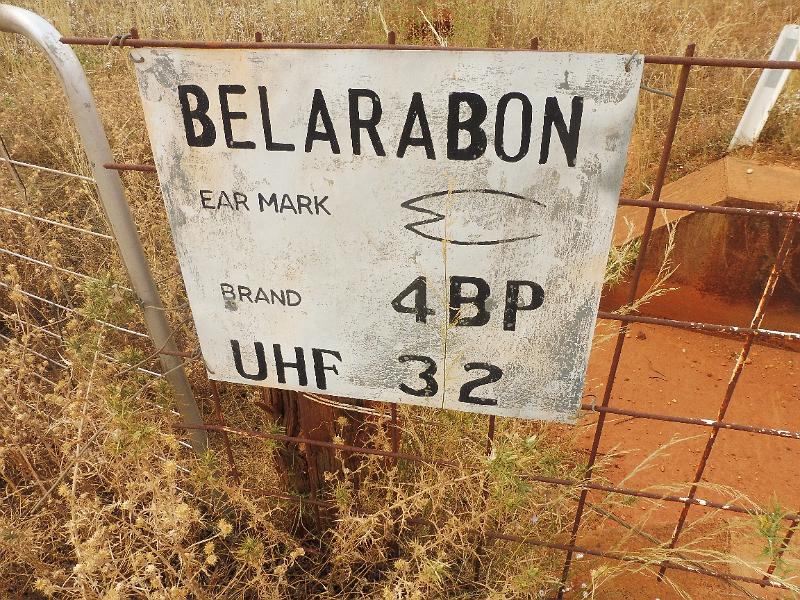 BELARABON
EAR MARK
BRAND 4BP
UHF 32